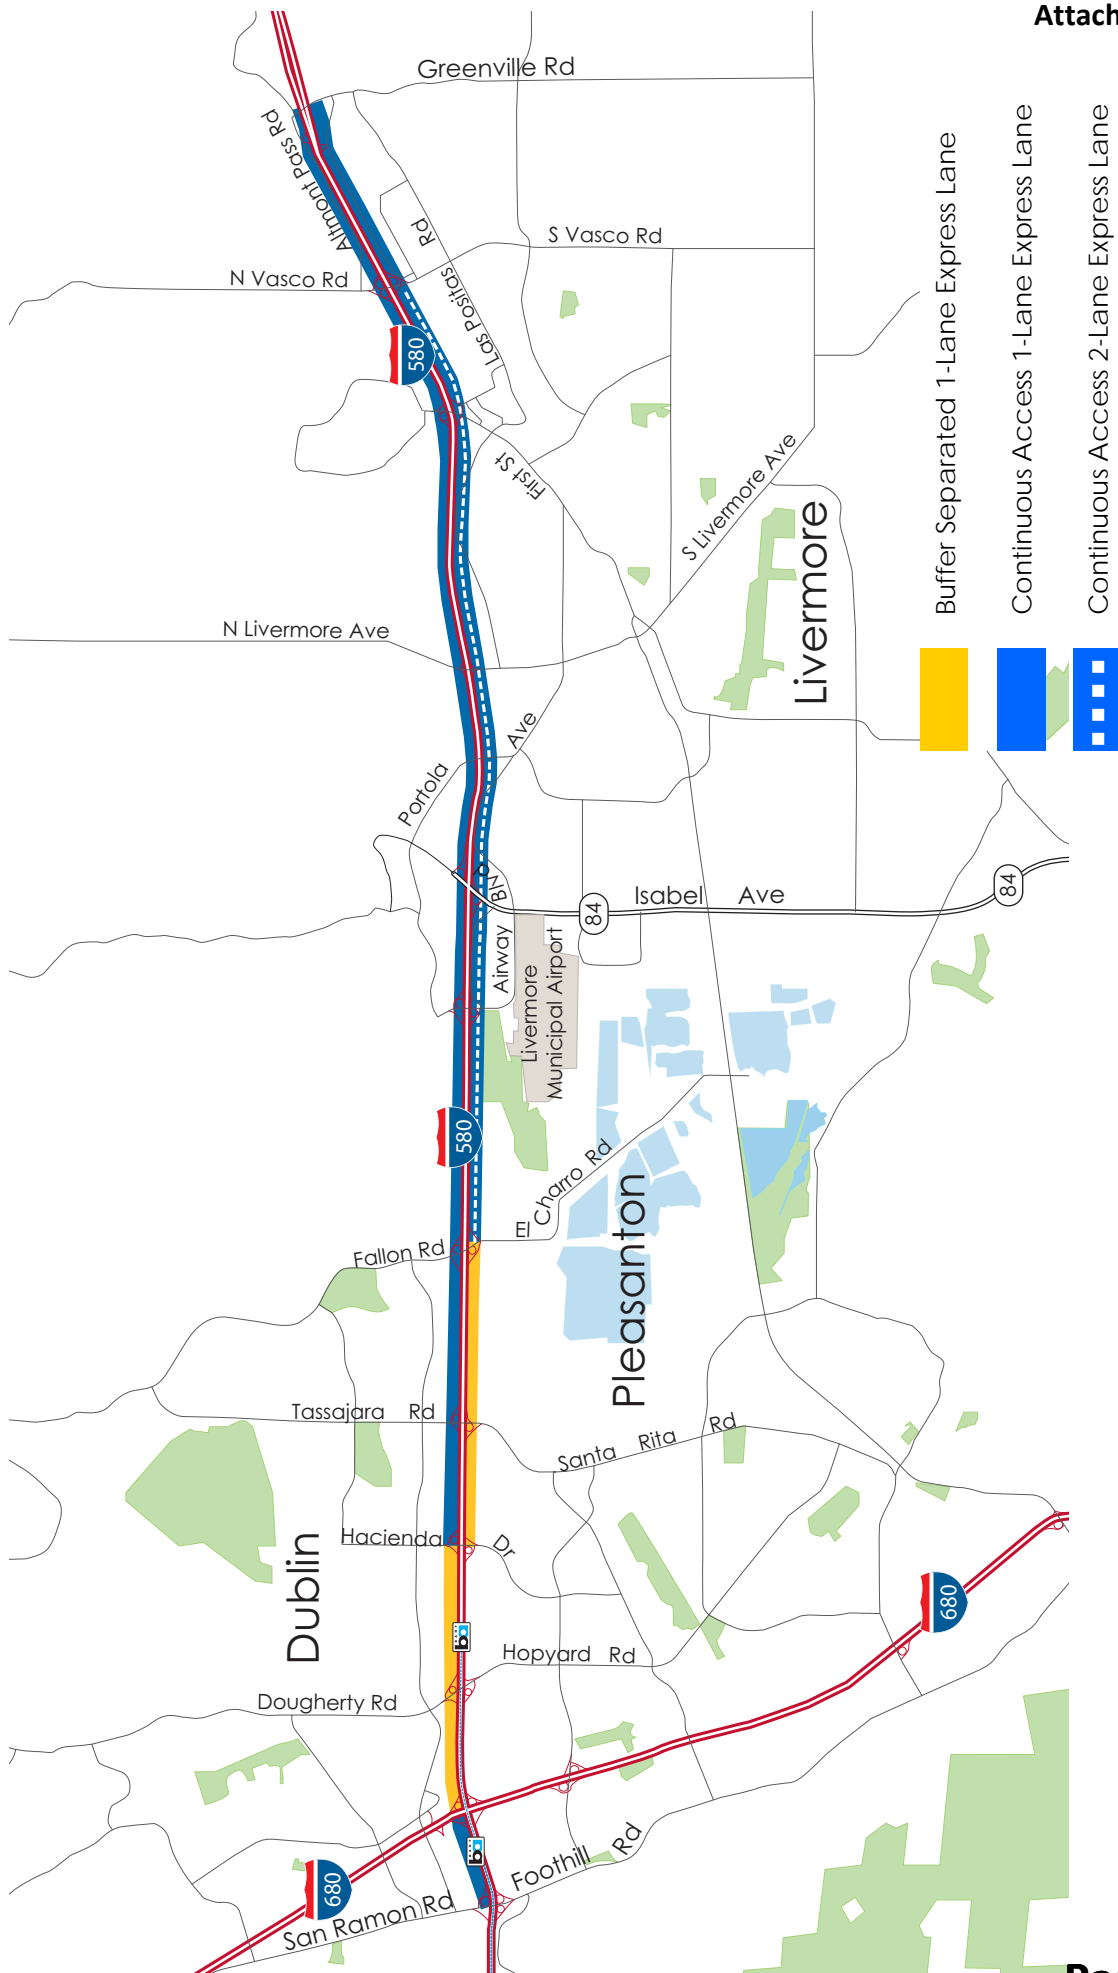 Attach
Greenville Rd
Altmont Pass Rd
Rd
S Vasco Rd
N Vasco Rd
Las Positas
580
First St
S Livermore Ave
Livermore
N Livermore Ave
Portola
Ave
Blvd
Isabel Ave
84
84
Airway
Livermore
Municipal Airport
580
El
Charro Rd
Fallon Rd
Pleasanton
Tassajara Rd
Santa Rita Rd
Hacienda
Dr
Dublin
Hopyard Rd
Dougherty Rd
680
680
Foothill
Rd
San Ramon Rd
Buffer Separated 1-Lane Express Lane
Continuous Access 1-Lane Express Lane
Continuous Access 2-Lane Express Lane